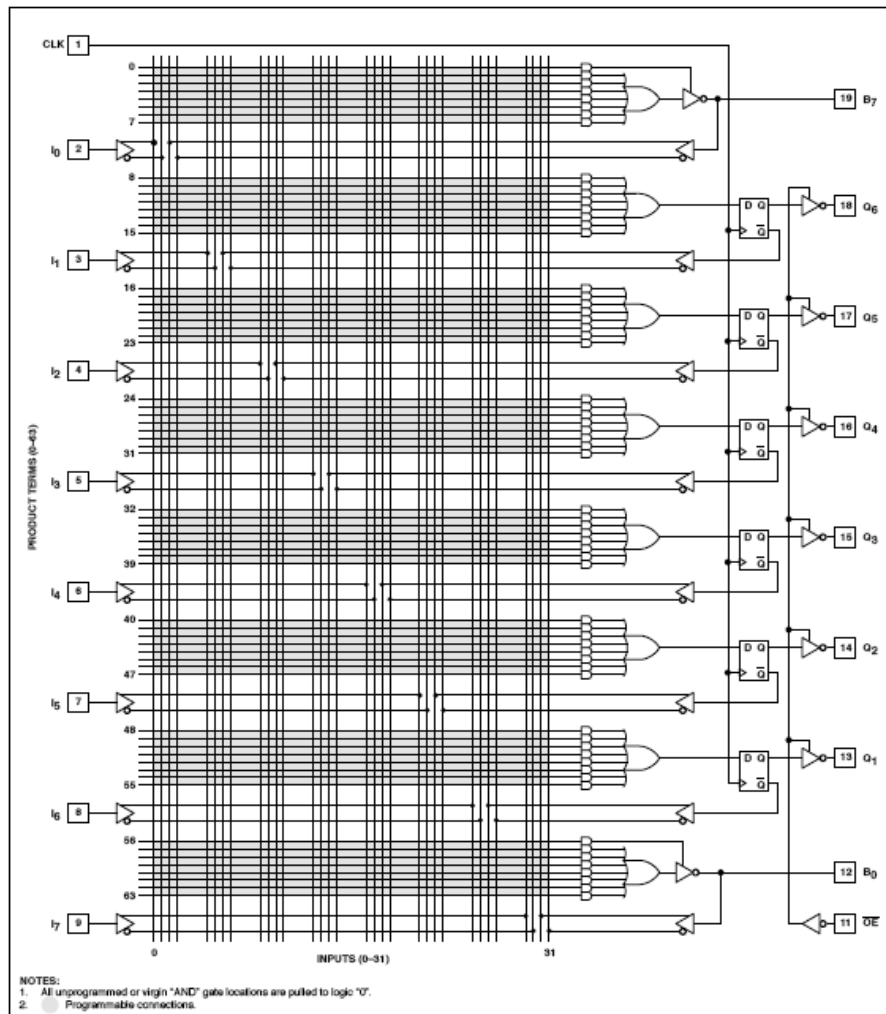 CLK 1
0
7
19 B7
I0 2
8
15
D Q
Q̅
18 Q6
I1 3
16
23
D Q
Q̅
17 Q5
I2 4
24
31
D Q
Q̅
16 Q4
I3 5
32
39
D Q
Q̅
15 Q3
I4 6
40
47
D Q
Q̅
14 Q2
I5 7
48
55
D Q
Q̅
13 Q1
I6 8
56
63
12 B0
I7 9
11 O̅E̅
PRODUCT TERMS (0–63)
0
INPUTS (0–31)
31
NOTES:
1. All unprogrammed or virgin "AND" gate locations are pulled to logic "0".
2. Programmable connections.